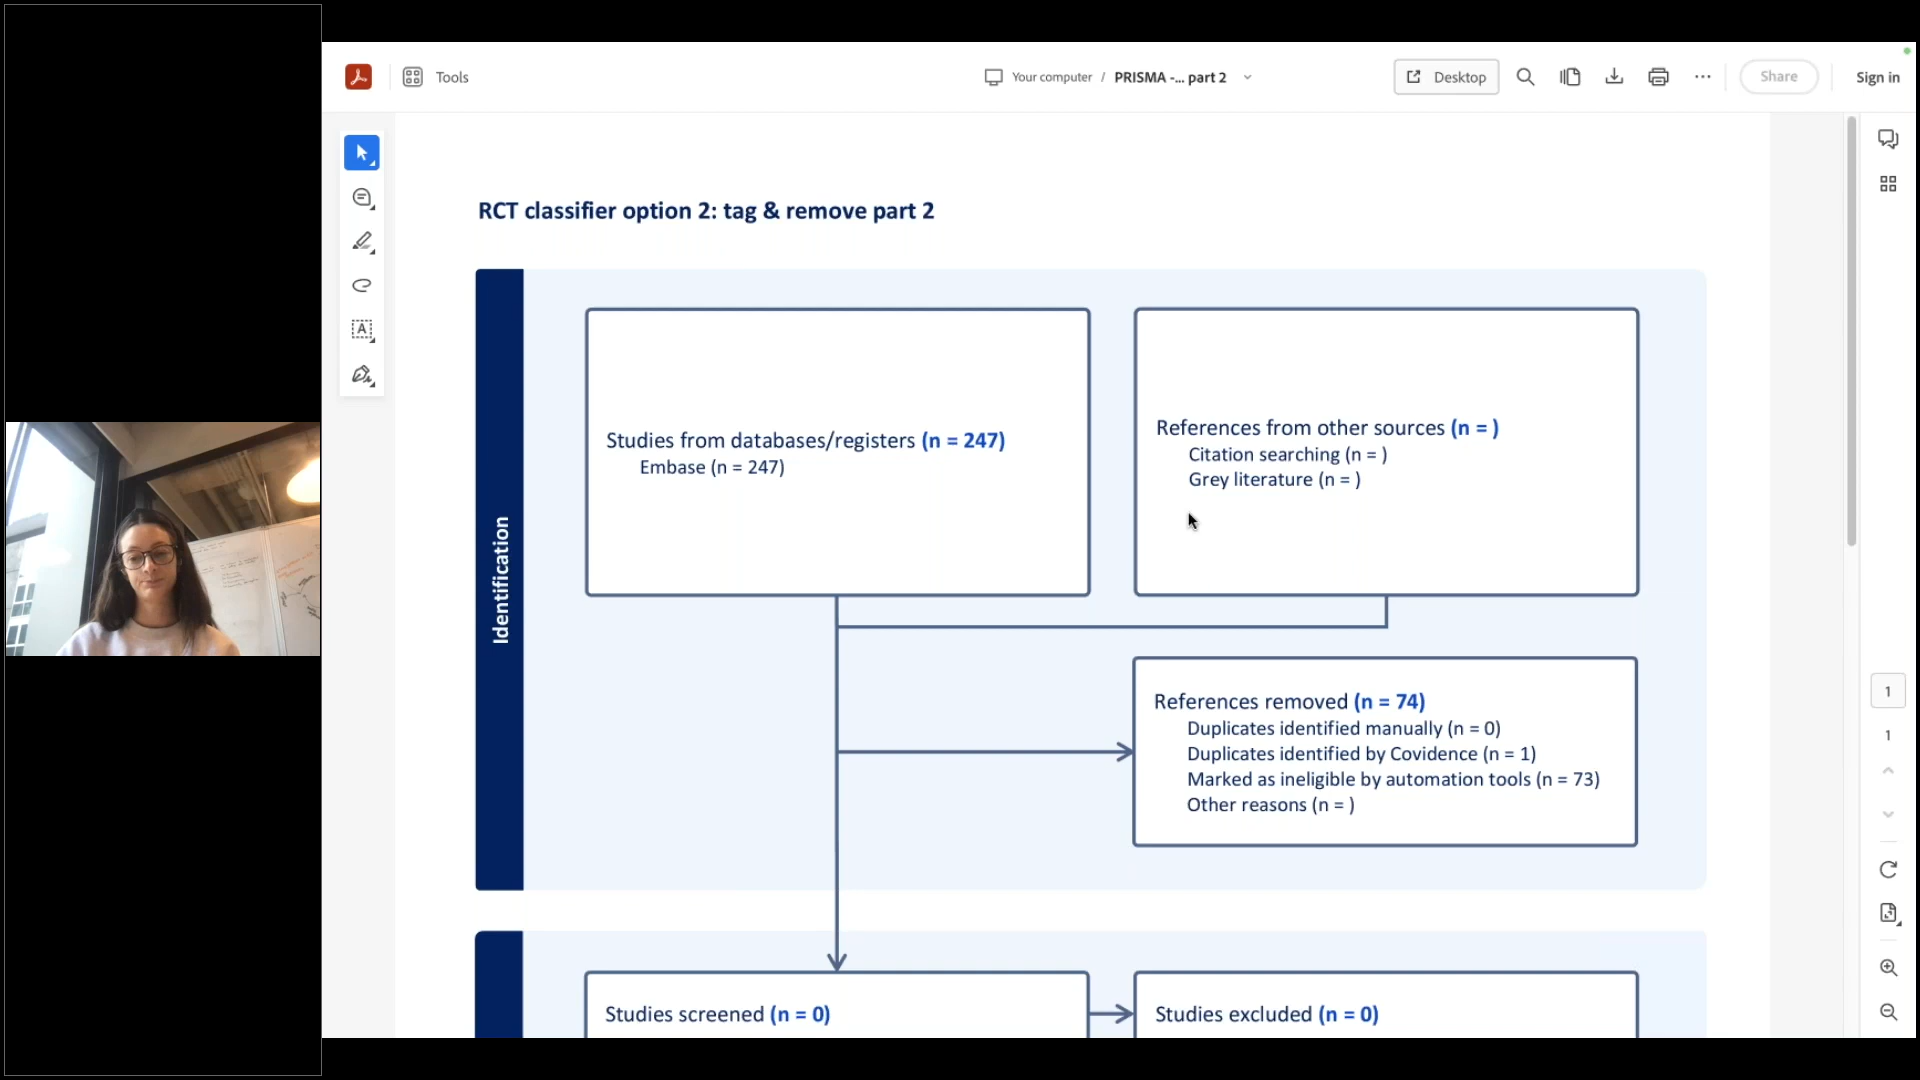 Tools
Your computer / PRISMA -... part 2
Desktop
Share
Sign in
RCT classifier option 2: tag & remove part 2
Identification
Studies from databases/registers (n = 247)
Embase (n = 247)
References from other sources (n = )
Citation searching (n = )
Grey literature (n = )
References removed (n = 74)
Duplicates identified manually (n = 0)
Duplicates identified by Covidence (n = 1)
Marked as ineligible by automation tools (n = 73)
Other reasons (n = )
Studies screened (n = 0)
Studies excluded (n = 0)
A
1
1